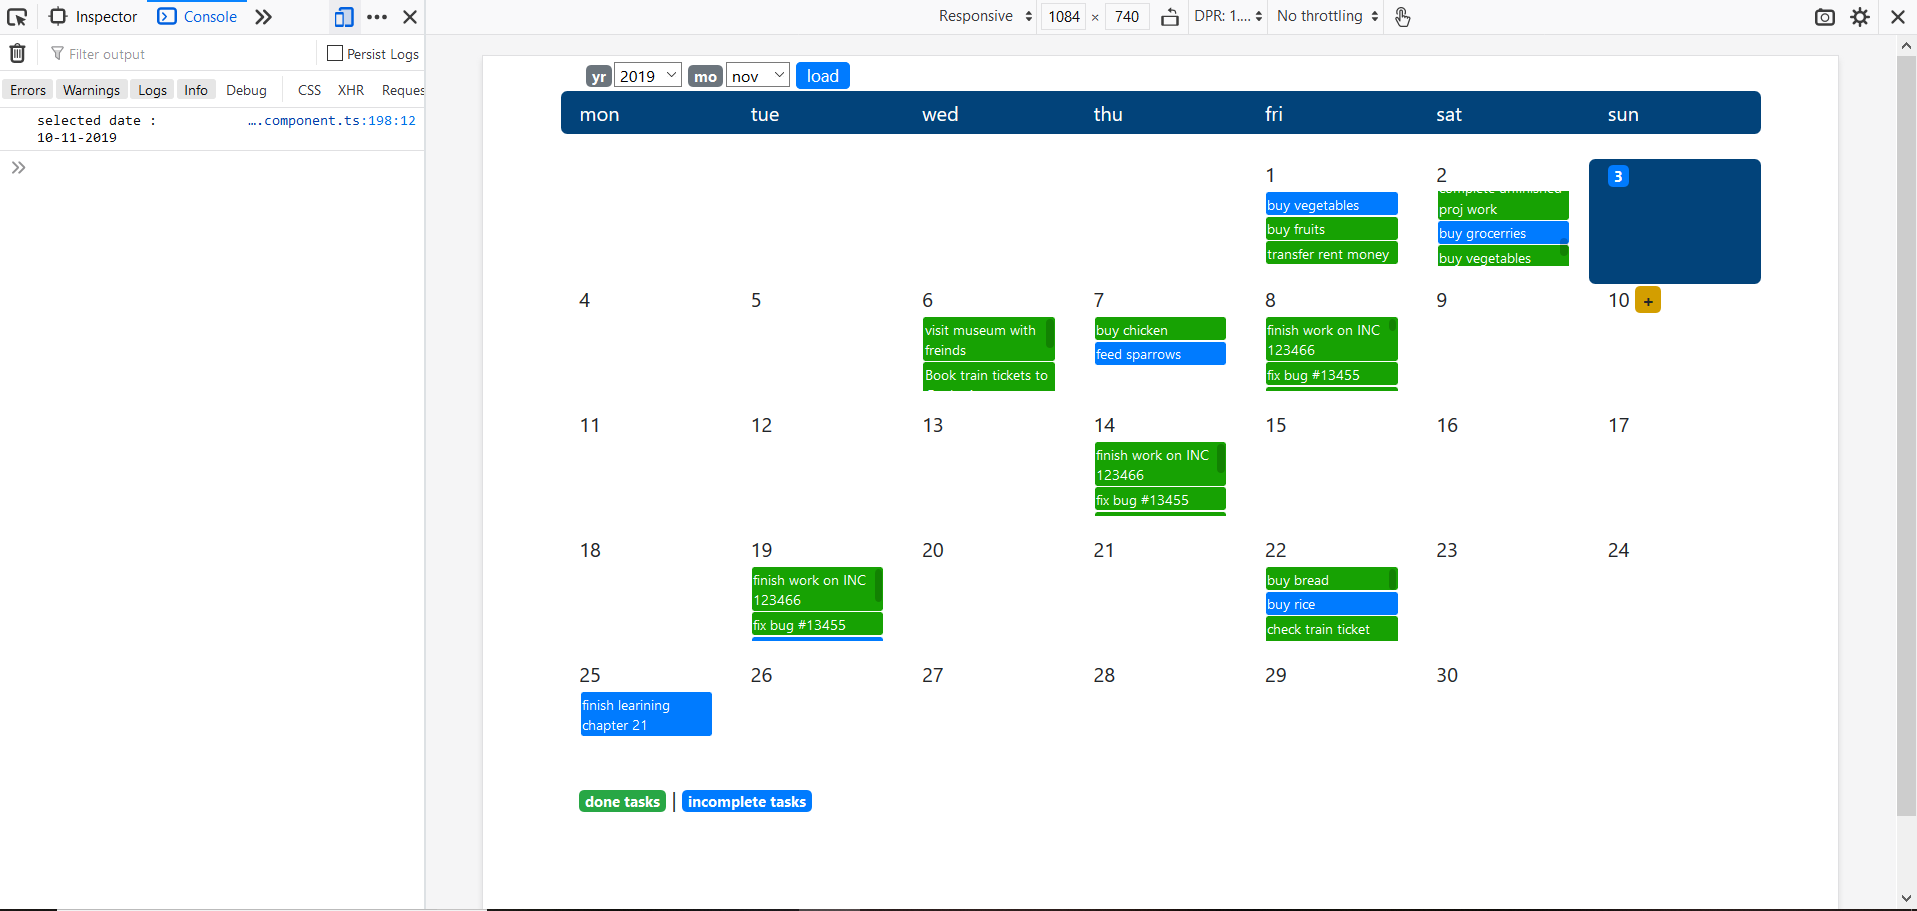 Inspector Console
Responsive 1084 × 740 DPR: 1.... No throttling
Filter output Persist Logs
Errors Warnings Logs Info Debug CSS XHR Reques
selected date : ….component.ts:198:12
10-11-2019
yr 2019 mo nov load
mon tue wed thu fri sat sun
1 2 3
buy vegetables
buy fruits
transfer rent money
complete unfinished
proj work
buy grocerries
buy vegetables
4 5 6 7 8 9 10 +
visit museum with
freinds
Book train tickets to
buy chicken
feed sparrows
finish work on INC
123466
fix bug #13455
11 12 13 14 15 16 17
finish work on INC
123466
fix bug #13455
18 19 20 21 22 23 24
finish work on INC
123466
fix bug #13455
buy bread
buy rice
check train ticket
25 26 27 28 29 30
finish learining
chapter 21
done tasks | incomplete tasks